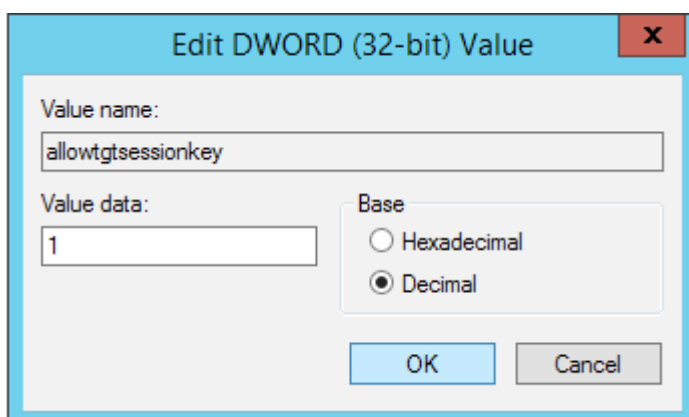 Edit DWORD (32-bit) Value
Value name:
allowtgtsessionkey
Value data:
1
Base
Hexadecimal
Decimal
OK
Cancel